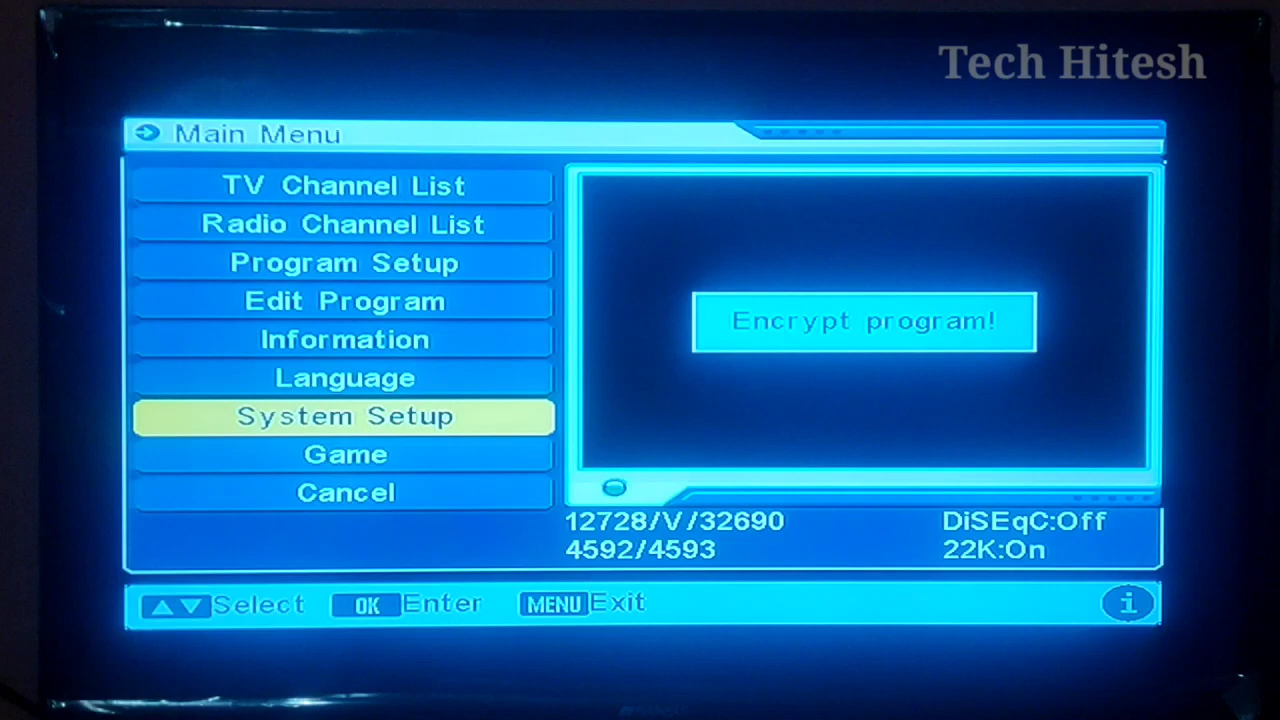 Tech Hitesh
Main Menu
TV Channel List
Radio Channel List
Program Setup
Edit Program
Information
Language
System Setup
Game
Cancel
Encrypt program!
12728/V/32690
DiSEqC:Off
4592/4593
22K:On
▲▼Select OK Enter MENU Exit i